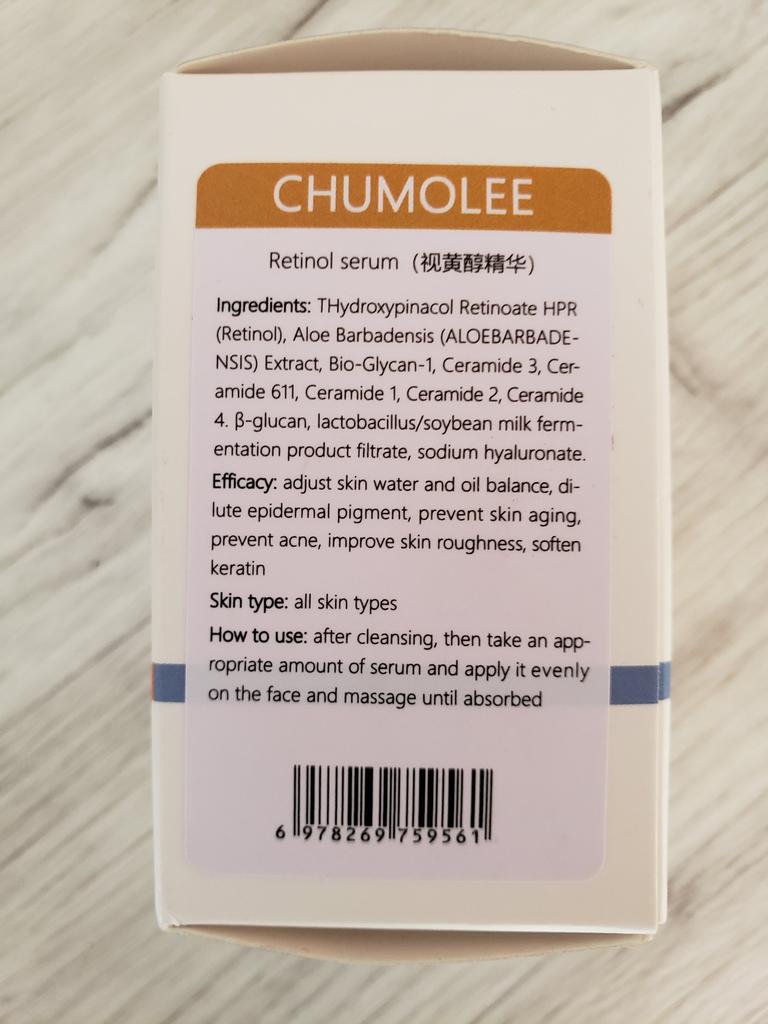 CHUMOLEE
Retinol serum（视黄醇精华）
Ingredients: THydroxypinacol Retinoate HPR
(Retinol), Aloe Barbadensis (ALOEBARBADE-
NSIS) Extract, Bio-Glycan-1, Ceramide 3, Cer-
amide 611, Ceramide 1, Ceramide 2, Ceramide
4. β-glucan, lactobacillus/soybean milk ferm-
entation product filtrate, sodium hyaluronate.
Efficacy: adjust skin water and oil balance, di-
lute epidermal pigment, prevent skin aging,
prevent acne, improve skin roughness, soften
keratin
Skin type: all skin types
How to use: after cleansing, then take an app-
ropriate amount of serum and apply it evenly
on the face and massage until absorbed
6 978269 759561